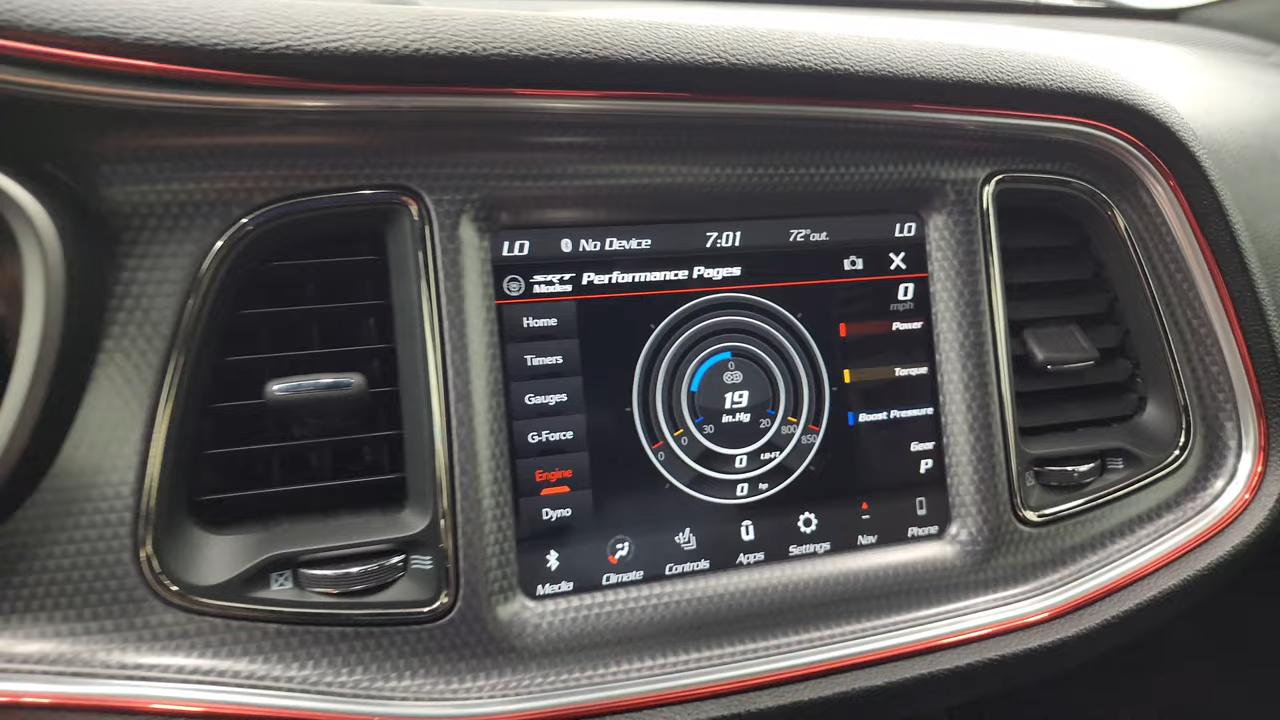 LO No Device 7:01 72°out. LO
SRT Modes Performance Pages
0
mph
Home
Timers
Gauges
G-Force
Engine
Dyno
0
19
in.Hg
30 20
0 800
0 850
0 LB-FT
0 hp
Power
Torque
Boost Pressure
Gear
P
Media Climate Controls Apps Settings Nav Phone